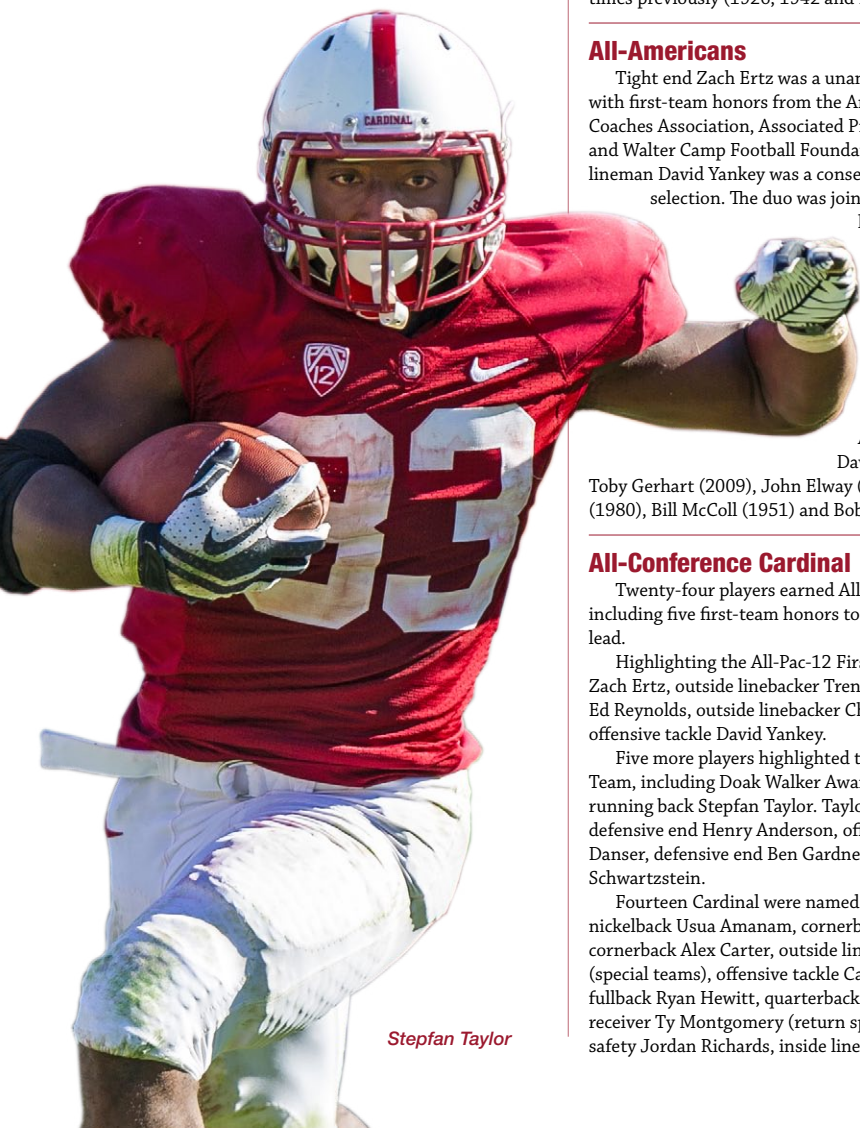 times previously (1926, 1942 and
All-Americans
Tight end Zach Ertz was a unan
with first-team honors from the A
Coaches Association, Associated P
and Walter Camp Football Founda
lineman David Yankey was a conse
selection. The duo was join
Da
Toby Gerhart (2009), John Elway (
(1980), Bill McColl (1951) and Bob
All-Conference Cardinal
Twenty-four players earned All
including five first-team honors to
lead.
Highlighting the All-Pac-12 Firs
Zach Ertz, outside linebacker Tren
Ed Reynolds, outside linebacker Ch
offensive tackle David Yankey.
Five more players highlighted t
Team, including Doak Walker Awar
running back Stepfan Taylor. Taylo
defensive end Henry Anderson, off
Danser, defensive end Ben Gardne
Schwartzstein.
Fourteen Cardinal were named
nickelback Usua Amanam, cornerb
cornerback Alex Carter, outside lin
(special teams), offensive tackle Ca
fullback Ryan Hewitt, quarterback
receiver Ty Montgomery (return sp
safety Jordan Richards, inside line
CARDINAL
PAC
12
S
33
Stepfan Taylor